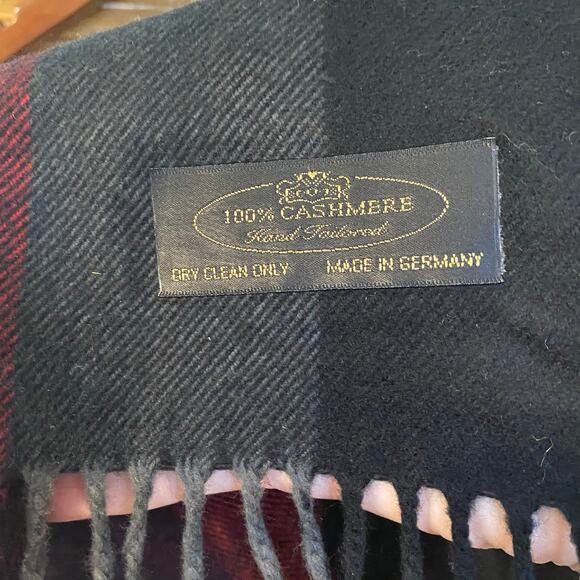 100% CASHMERE
Hand Tailored
DRY CLEAN ONLY MADE IN GERMANY